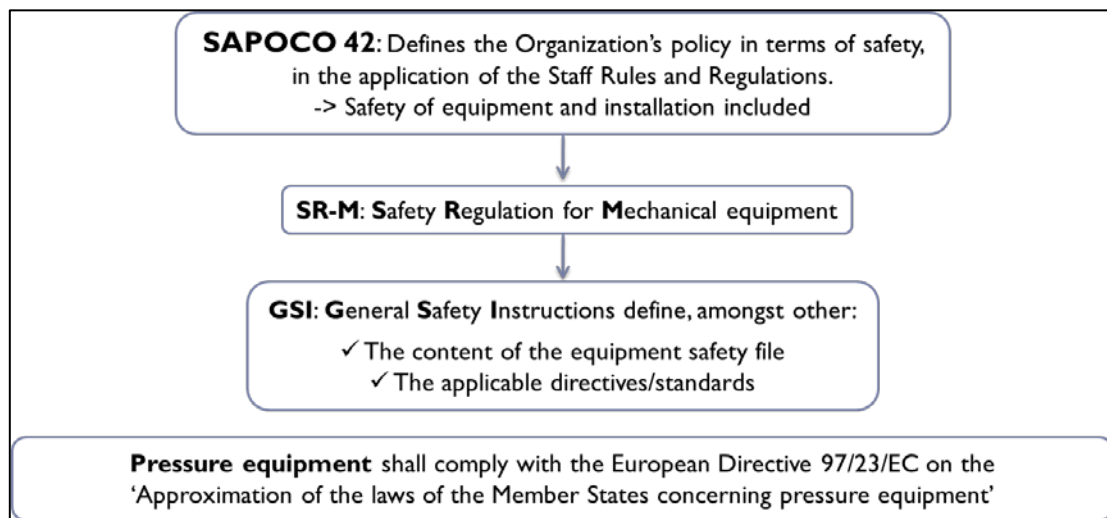 SAPOCO 42: Defines the Organization's policy in terms of safety,
in the application of the Staff Rules and Regulations.
-> Safety of equipment and installation included
SR-M: Safety Regulation for Mechanical equipment
GSI: General Safety Instructions define, amongst other:
✓ The content of the equipment safety file
✓ The applicable directives/standards
Pressure equipment shall comply with the European Directive 97/23/EC on the
‘Approximation of the laws of the Member States concerning pressure equipment’